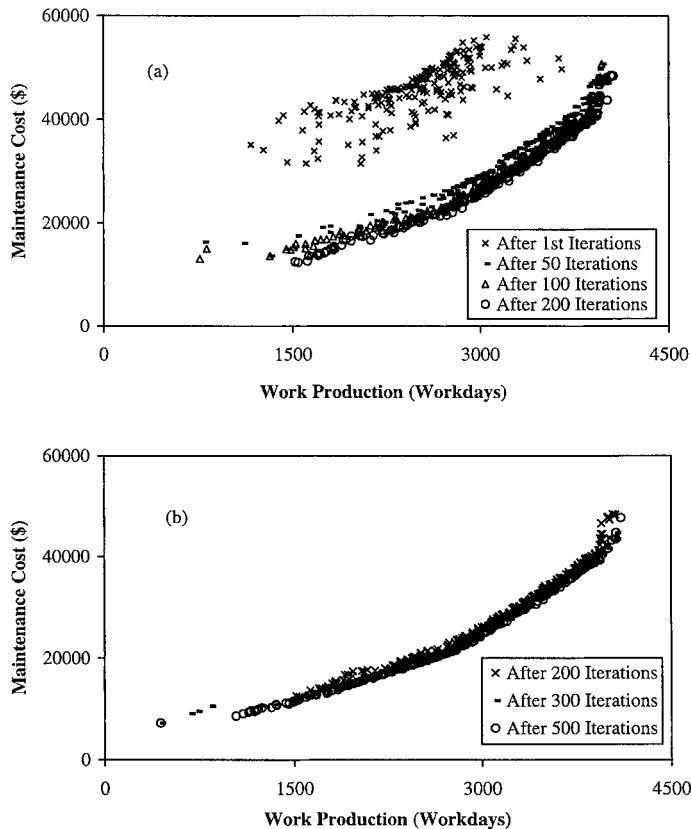 60000
(a)
40000
Maintenance Cost ($)
20000
× After 1st Iterations
- After 50 Iterations
△ After 100 Iterations
○ After 200 Iterations
0
0 1500 3000 4500
Work Production (Workdays)
60000
(b)
40000
Maintenance Cost ($)
20000
× After 200 Iterations
- After 300 Iterations
○ After 500 Iterations
0
0 1500 3000 4500
Work Production (Workdays)